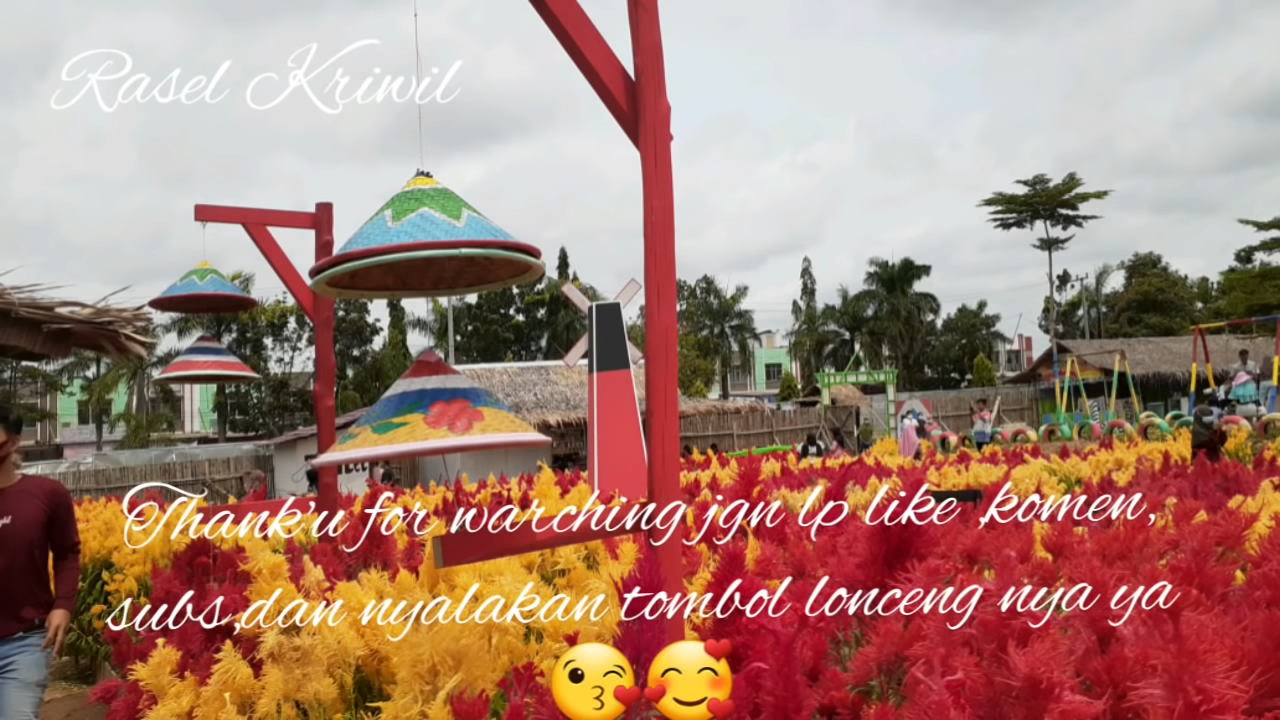 Rasel Kriwil
Thank'u for warching jgn lp like ,komen,
subs,dan nyalakan tombol lonceng nya ya